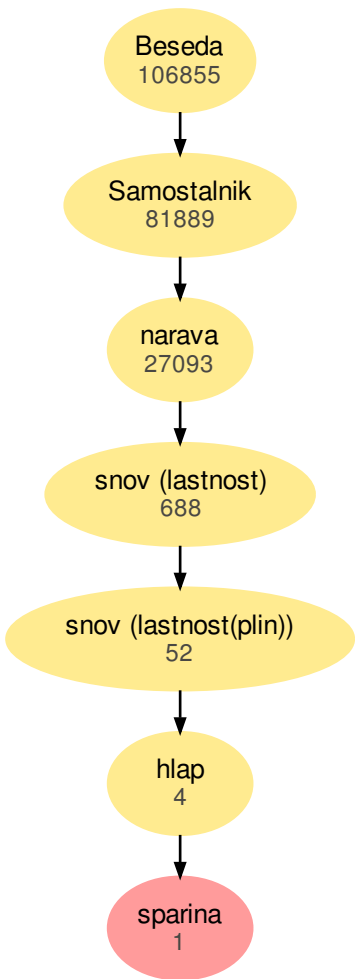 Beseda
106855
Samostalnik
81889
narava
27093
snov (lastnost)
688
snov (lastnost(plin))
52
hlap
4
sparina
1